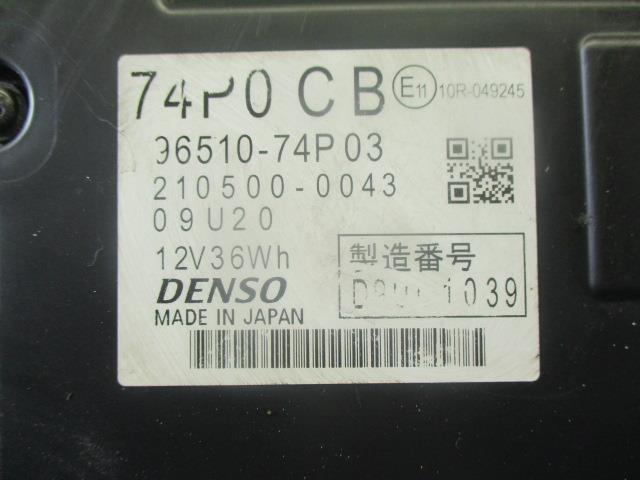 74P0 CB E11 10R-049245
96510-74P03
210500-0043
09U20
12V36Wh
製造番号
DENSO
MADE IN JAPAN